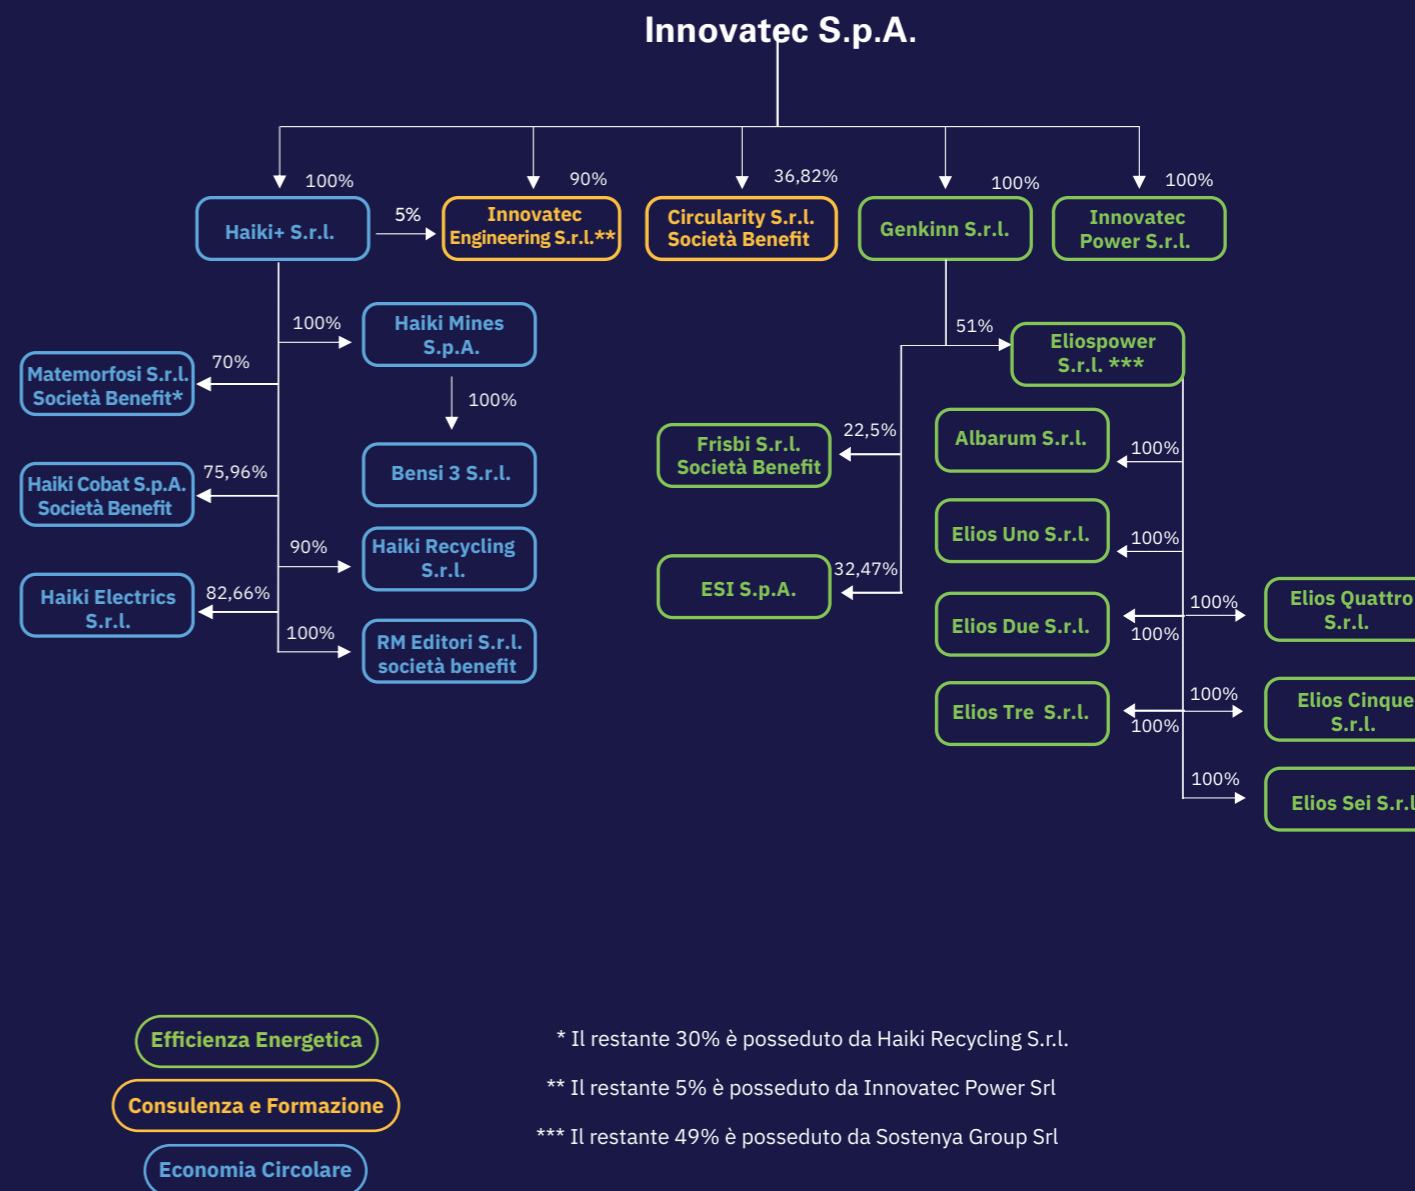 Innovatec S.p.A.
100%
90%
36,82%
100%
100%
Haiki+ S.r.l.
5%
Innovatec
Engineering S.r.l.**
Circularity S.r.l.
Società Benefit
Genkinn S.r.l.
Innovatec
Power S.r.l.
100%
Haiki Mines
S.p.A.
51%
Eliospower
S.r.l. ***
70%
Matemorfosi S.r.l.
Società Benefit*
100%
22,5%
Frisbi S.r.l.
Società Benefit
Albarum S.r.l.
100%
75,96%
Haiki Cobat S.p.A.
Società Benefit
Bensi 3 S.r.l.
Elios Uno S.r.l.
100%
90%
Haiki Recycling
S.r.l.
32,47%
ESI S.p.A.
82,66%
Haiki Electrics
S.r.l.
Elios Due S.r.l.
100%
100%
Elios Quattro
S.r.l.
100%
RM Editori S.r.l.
società benefit
Elios Tre S.r.l.
100%
100%
Elios Cinque
S.r.l.
100%
Elios Sei S.r.l
Efficienza Energetica
Consulenza e Formazione
Economia Circolare
* Il restante 30% è posseduto da Haiki Recycling S.r.l.
** Il restante 5% è posseduto da Innovatec Power Srl
*** Il restante 49% è posseduto da Sostenya Group Srl